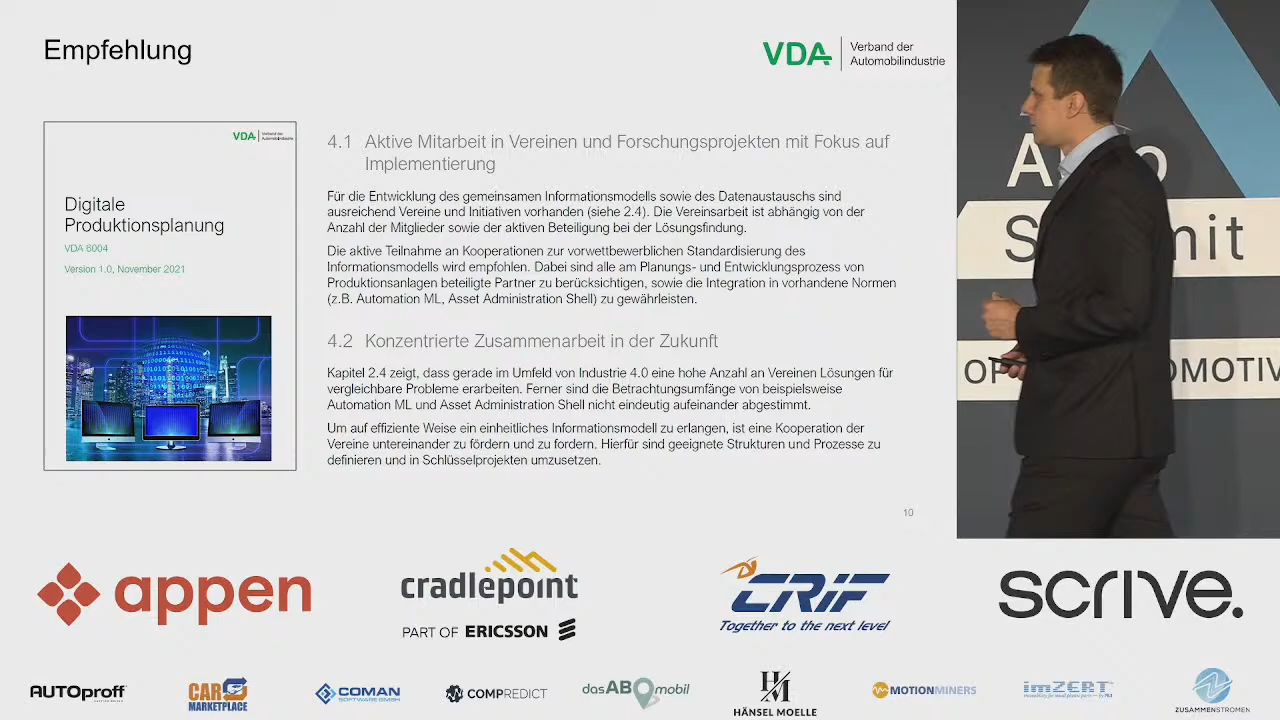 Empfehlung
VDA
Verband der
Automobilindustrie
VDA
Verband der
Automobilindustrie
Digitale
Produktionsplanung
VDA 6004
Version 1.0, November 2021
4.1 Aktive Mitarbeit in Vereinen und Forschungsprojekten mit Fokus auf
Implementierung
Für die Entwicklung des gemeinsamen Informationsmodells sowie des Datenaustauschs sind
ausreichend Vereine und Initiativen vorhanden (siehe 2.4). Die Vereinsarbeit ist abhängig von der
Anzahl der Mitglieder sowie der aktiven Beteiligung bei der Lösungsfindung.
Die aktive Teilnahme an Kooperationen zur vorwettbewerblichen Standardisierung des
Informationsmodells wird empfohlen. Dabei sind alle am Planungs- und Entwicklungsprozess von
Produktionsanlagen beteiligte Partner zu berücksichtigen, sowie die Integration in vorhandene Normen
(z.B. Automation ML, Asset Administration Shell) zu gewährleisten.
4.2 Konzentrierte Zusammenarbeit in der Zukunft
Kapitel 2.4 zeigt, dass gerade im Umfeld von Industrie 4.0 eine hohe Anzahl an Vereinen Lösungen für
vergleichbare Probleme erarbeiten. Ferner sind die Betrachtungsumfänge von beispielsweise
Automation ML und Asset Administration Shell nicht eindeutig aufeinander abgestimmt.
Um auf effiziente Weise ein einheitliches Informationsmodell zu erlangen, ist eine Kooperation der
Vereine untereinander zu fördern und zu fordern. Hierfür sind geeignete Strukturen und Prozesse zu
definieren und in Schlüsselprojekten umzusetzen.
10
appen
cradlepoint
PART OF ERICSSON
CRIF
Together to the next level
scrive.
AUTOproff
CAR
MARKETPLACE
COMAN
SOFTWARE GMBH
COMPREDICT
dasABOmobil
HM
HÄNSEL MOELLE
MOTIONMINERS
imZERT
ZUSAMMENSTROMEN